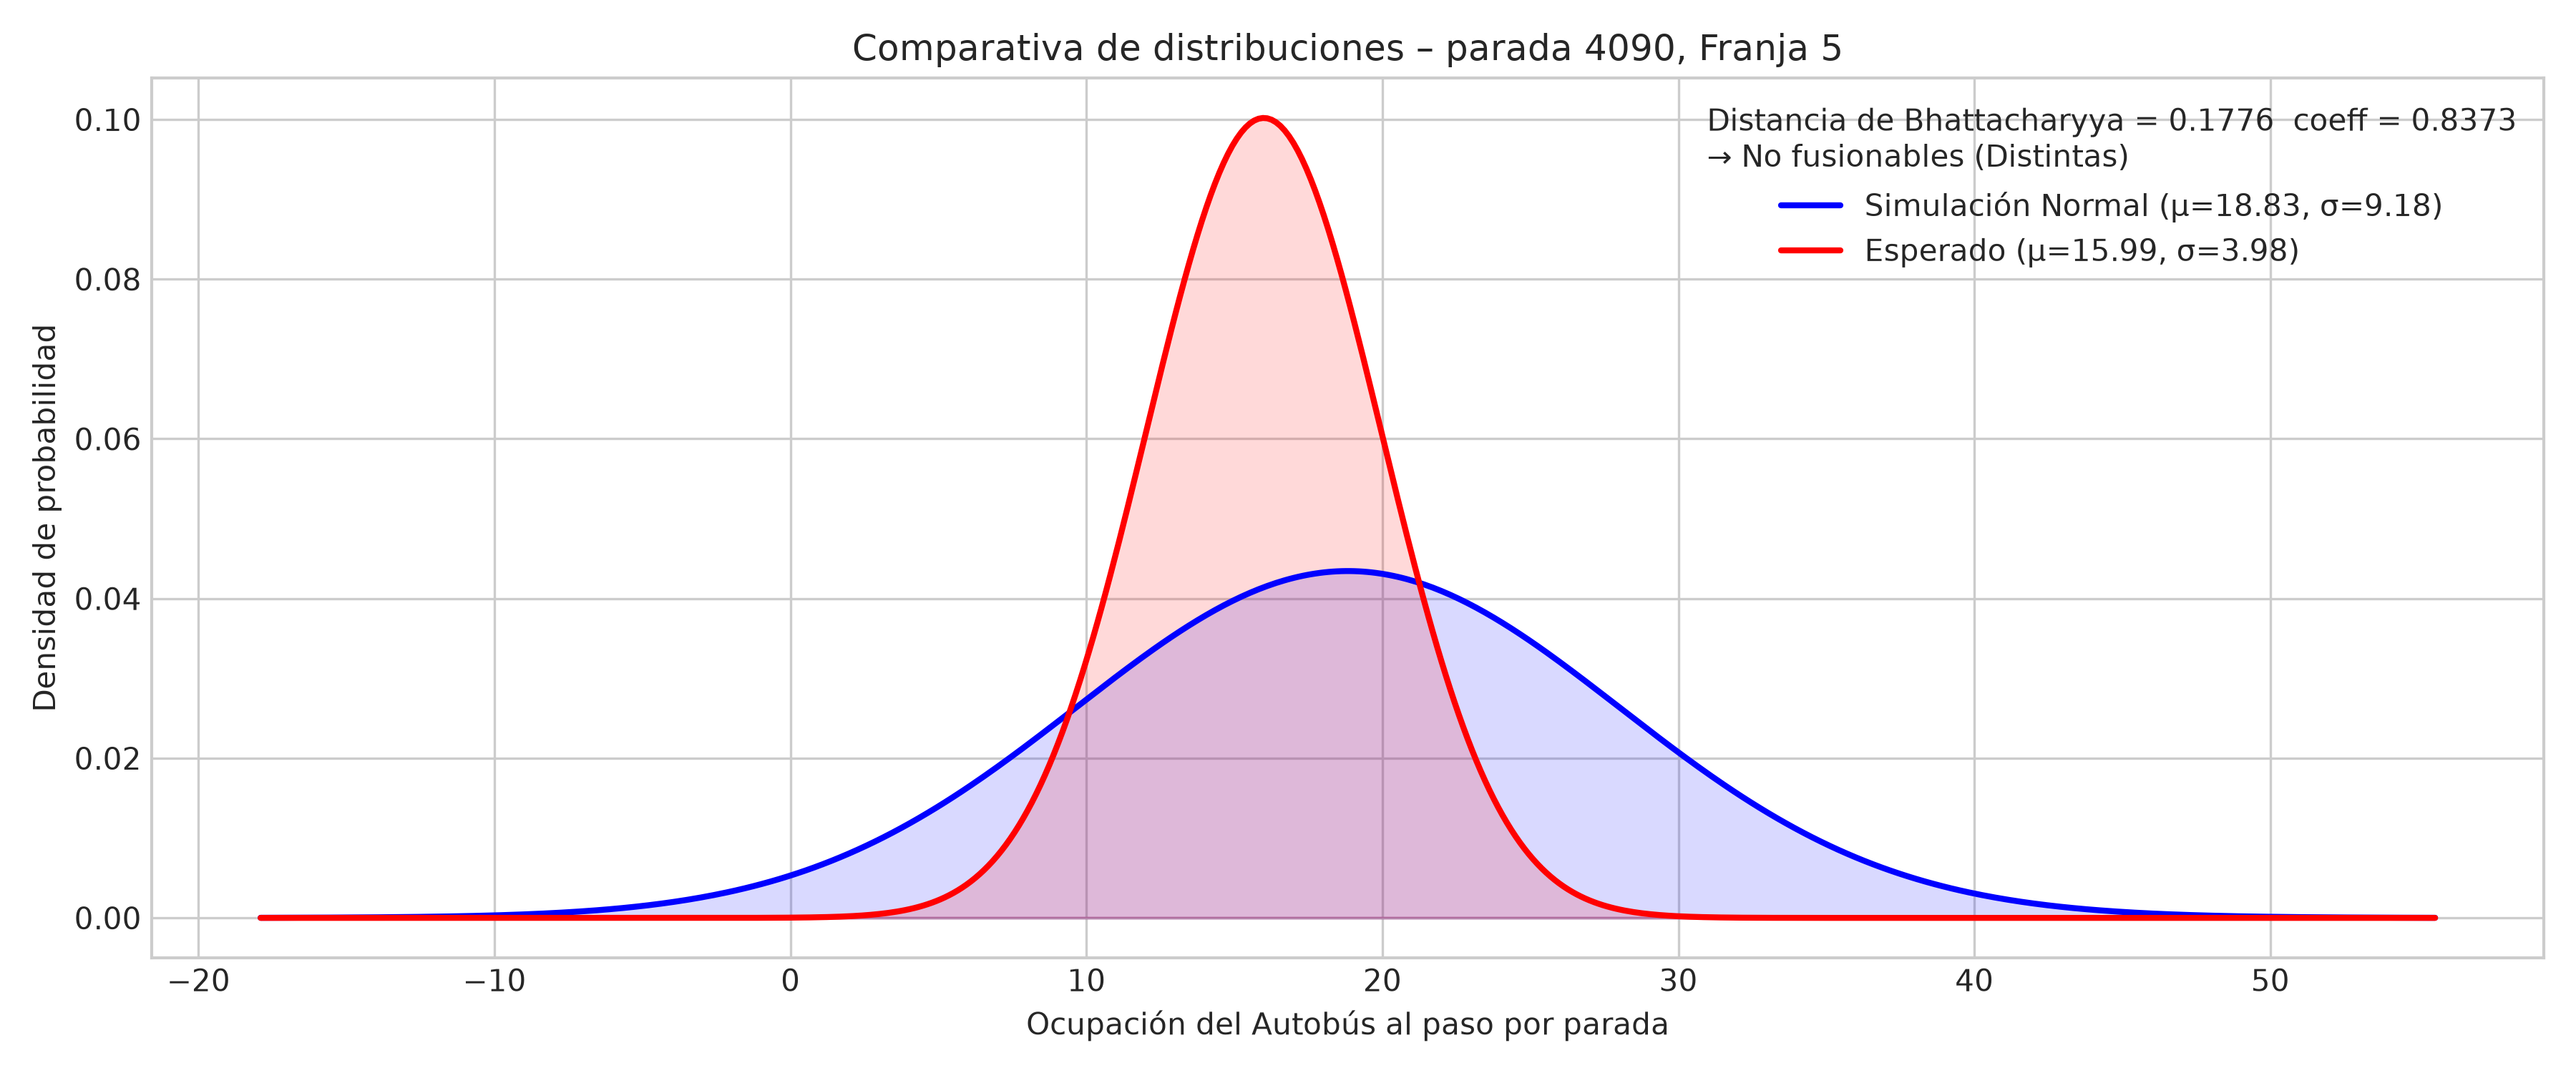 Comparativa de distribuciones – parada 4090, Franja 5
Distancia de Bhattacharyya = 0.1776  coeff = 0.8373
→ No fusionables (Distintas)
Simulación Normal (μ=18.83, σ=9.18)
Esperado (μ=15.99, σ=3.98)
Densidad de probabilidad
0.10
0.08
0.06
0.04
0.02
0.00
−20 −10 0 10 20 30 40 50
Ocupación del Autobús al paso por parada